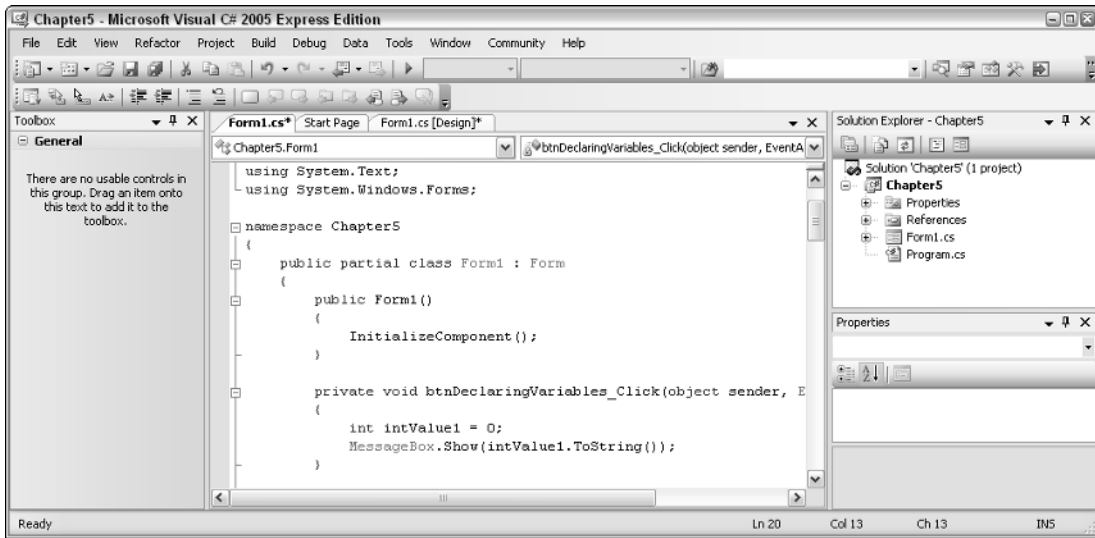 Chapter5 - Microsoft Visual C# 2005 Express Edition
File Edit View Refactor Project Build Debug Data Tools Window Community Help
Toolbox
General
There are no usable controls in
this group. Drag an item onto
this text to add it to the
toolbox.
Form1.cs* Start Page Form1.cs [Design]*
Chapter5.Form1
btnDeclaringVariables_Click(object sender, EventA
using System.Text;
using System.Windows.Forms;
namespace Chapter5
{
public partial class Form1 : Form
{
public Form1()
{
InitializeComponent();
}
private void btnDeclaringVariables_Click(object sender, E
{
int intValue1 = 0;
MessageBox.Show(intValue1.ToString());
}
Solution Explorer - Chapter5
Solution 'Chapter5' (1 project)
Chapter5
Properties
References
Form1.cs
Program.cs
Properties
Ready
Ln 20 Col 13 Ch 13 INS